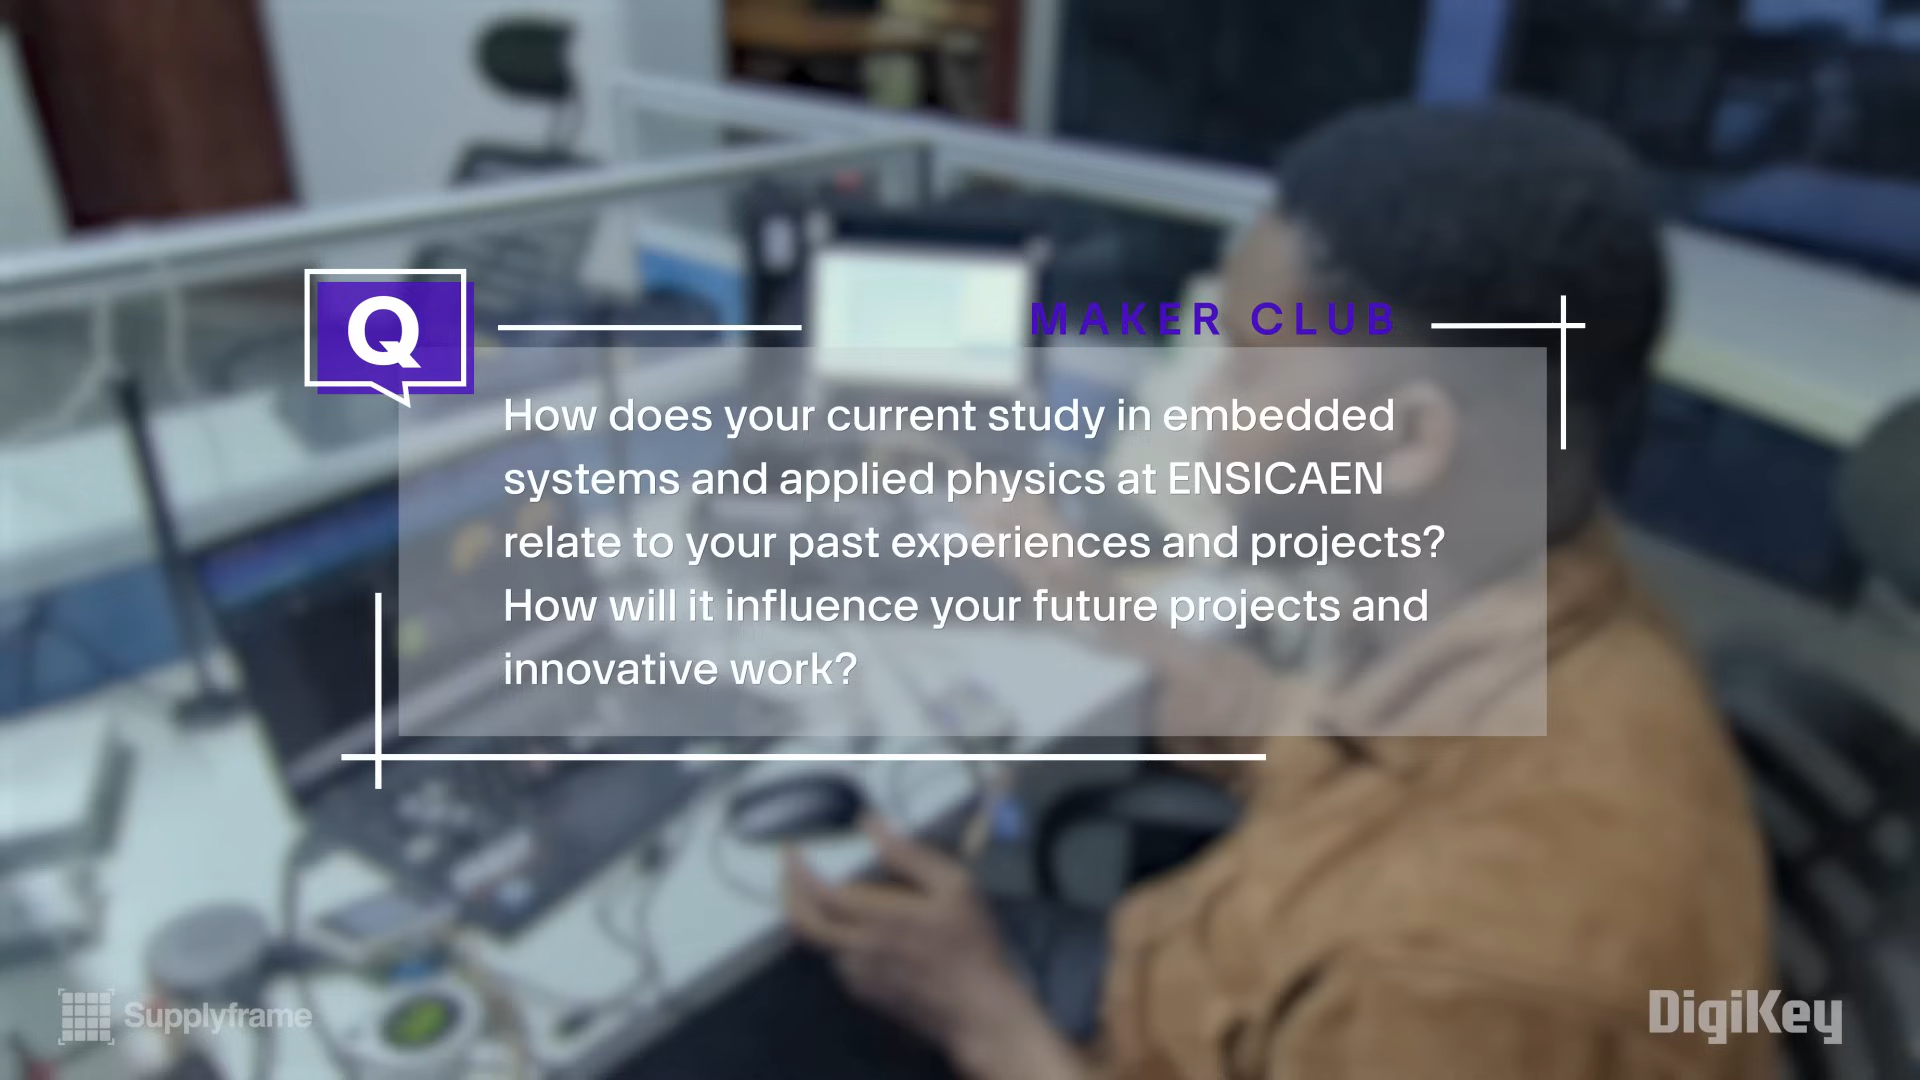 Q
MAKER CLUB
How does your current study in embedded
systems and applied physics at ENSICAEN
relate to your past experiences and projects?
How will it influence your future projects and
innovative work?
Supplyframe
DigiKey